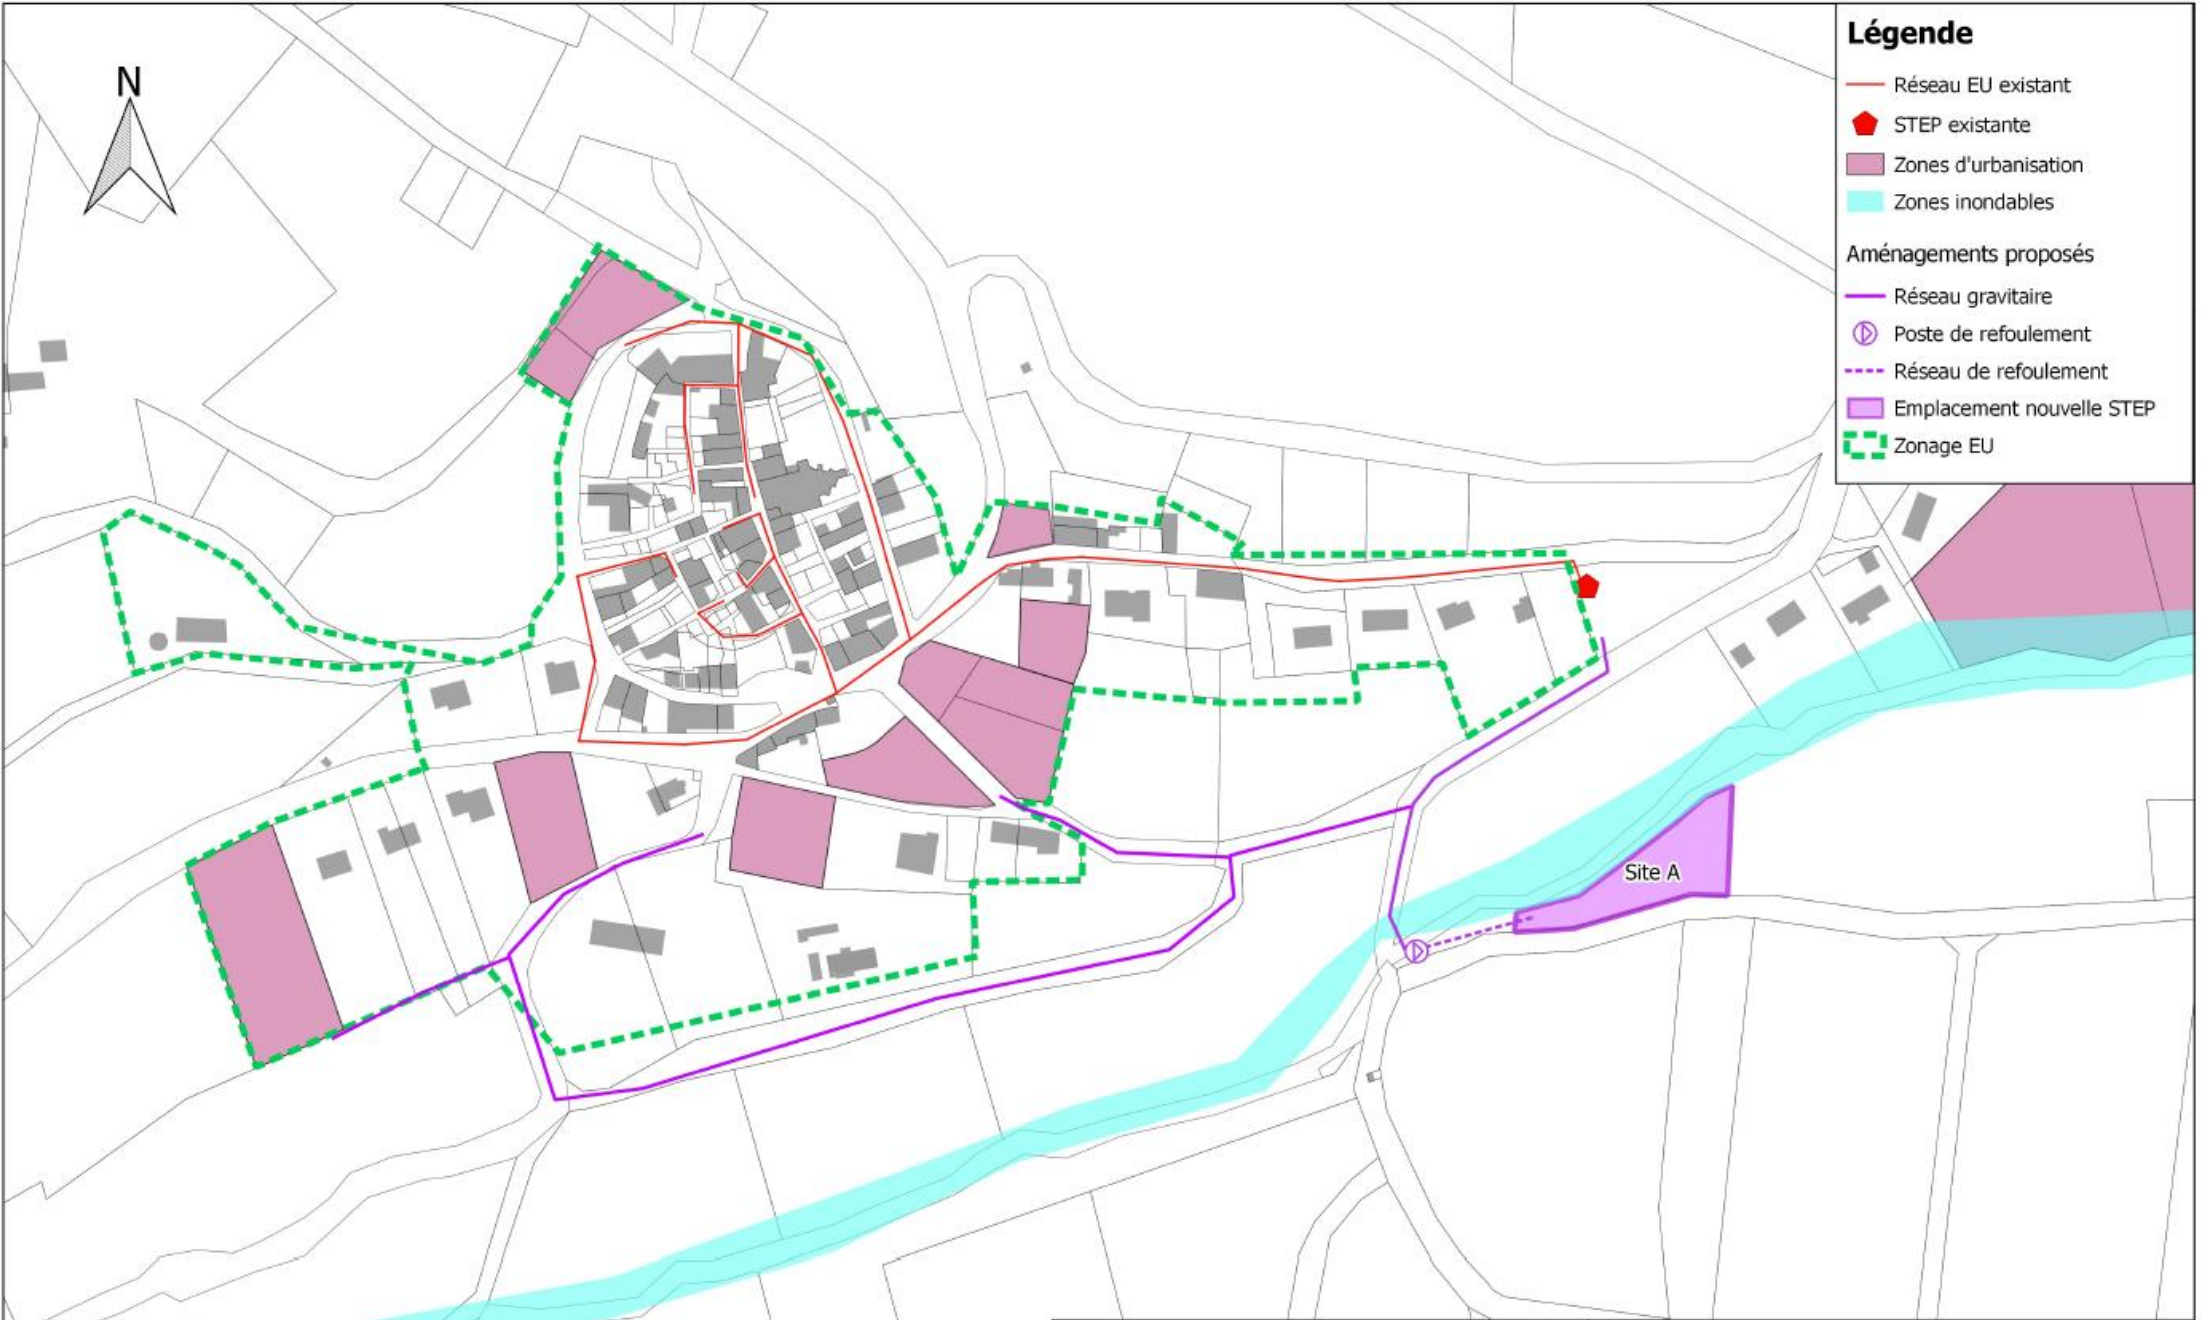 N
Légende
Réseau EU existant
STEP existante
Zones d'urbanisation
Zones inondables
Aménagements proposés
Réseau gravitaire
Poste de refoulement
Réseau de refoulement
Emplacement nouvelle STEP
Zonage EU
Site A